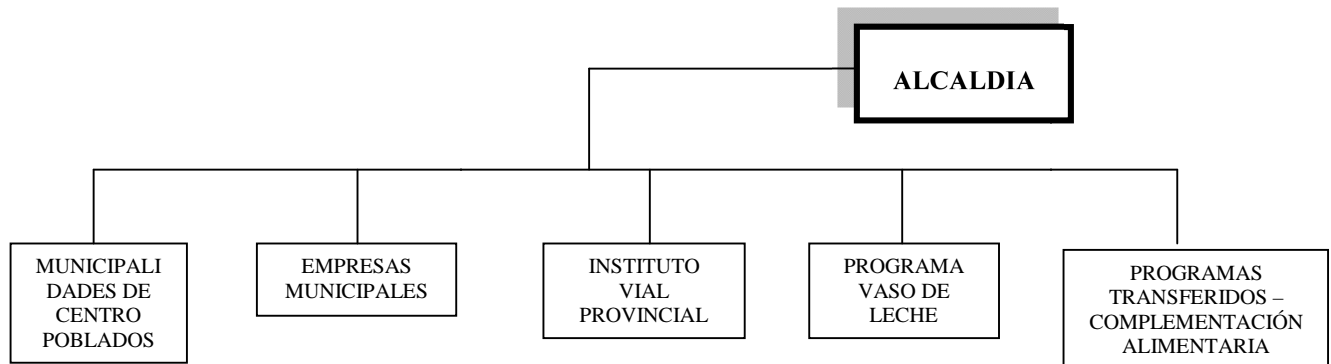 ALCALDIA
MUNICIPALI
DADES DE
CENTRO
POBLADOS
EMPRESAS
MUNICIPALES
INSTITUTO
VIAL
PROVINCIAL
PROGRAMA
VASO DE
LECHE
PROGRAMAS
TRANSFERIDOS –
COMPLEMENTACIÓN
ALIMENTARIA